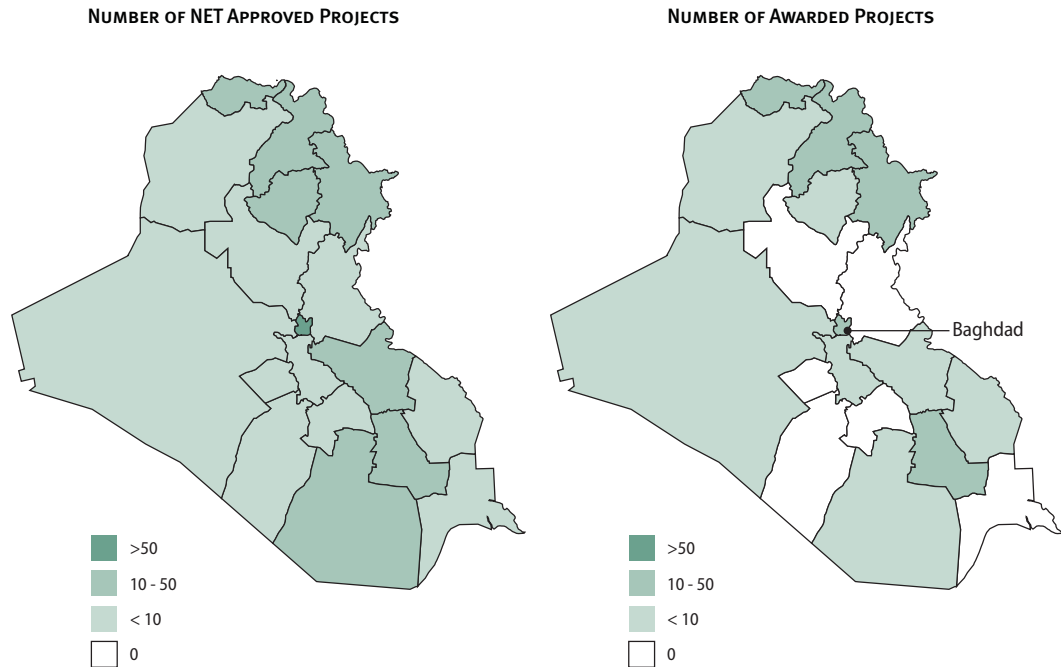 NUMBER OF NET APPROVED PROJECTS
NUMBER OF AWARDED PROJECTS
Baghdad
>50
10 - 50
< 10
0
>50
10 - 50
< 10
0